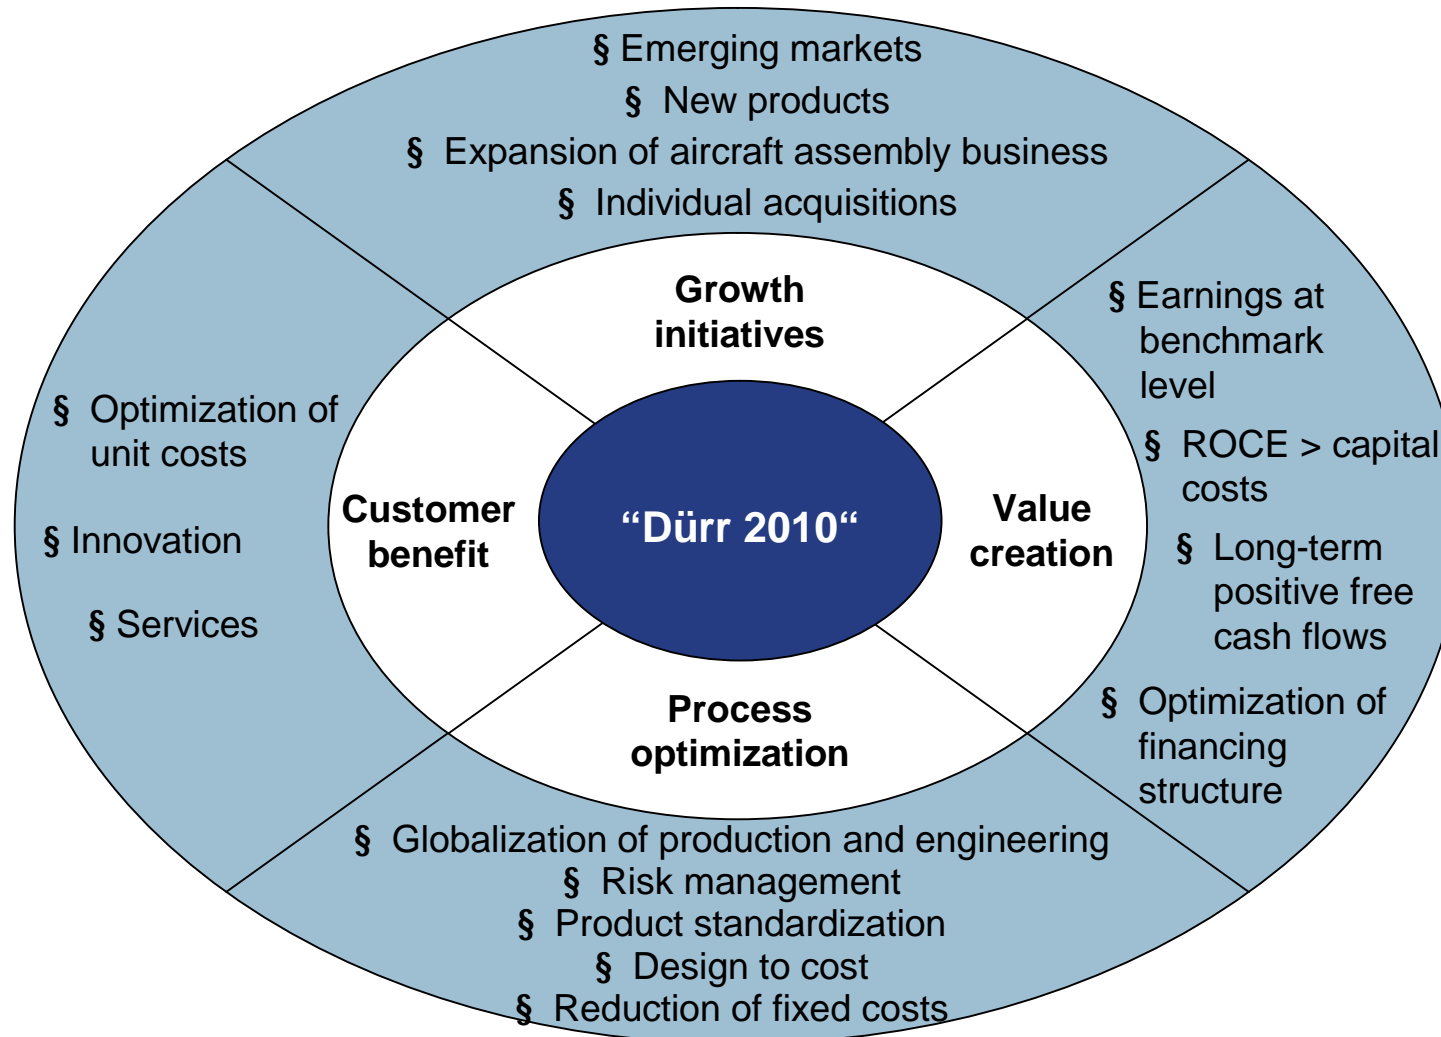 § Emerging markets
§ New products
§ Expansion of aircraft assembly business
§ Individual acquisitions
Growth
initiatives
§ Earnings at
benchmark
level
§ ROCE > capital
costs
§ Long-term
positive free
cash flows
§ Optimization of
financing
structure
Value
creation
“Dürr 2010“
Customer
benefit
§ Optimization of
unit costs
§ Innovation
§ Services
Process
optimization
§ Globalization of production and engineering
§ Risk management
§ Product standardization
§ Design to cost
§ Reduction of fixed costs